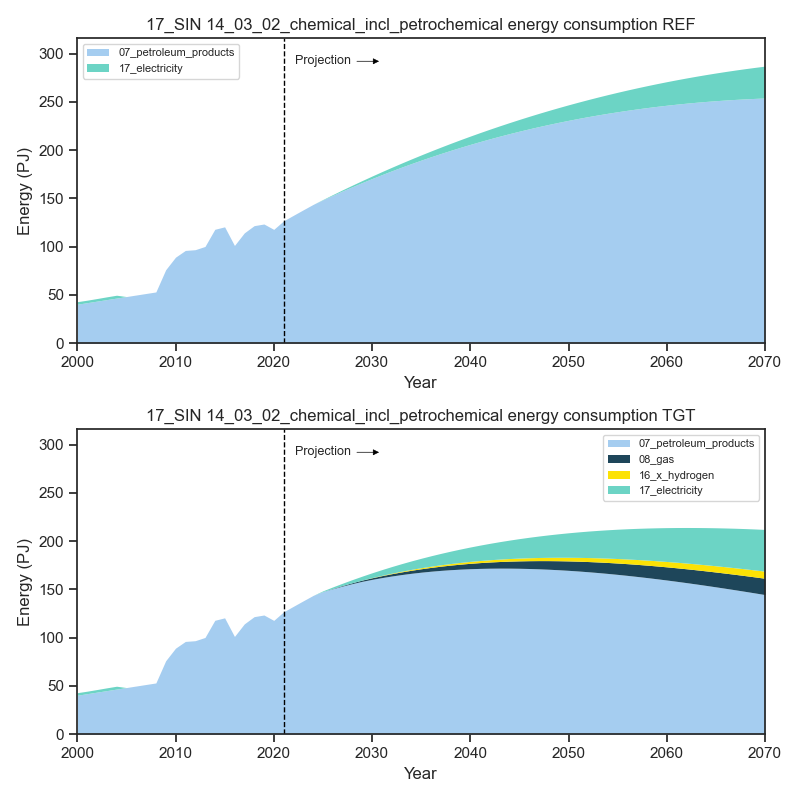 17_SIN 14_03_02_chemical_incl_petrochemical energy consumption REF
07_petroleum_products
17_electricity
Projection
300
250
200
150
100
50
0
Energy (PJ)
2000 2010 2020 2030 2040 2050 2060 2070
Year
17_SIN 14_03_02_chemical_incl_petrochemical energy consumption TGT
Projection
07_petroleum_products
08_gas
16_x_hydrogen
17_electricity
300
250
200
150
100
50
0
Energy (PJ)
2000 2010 2020 2030 2040 2050 2060 2070
Year